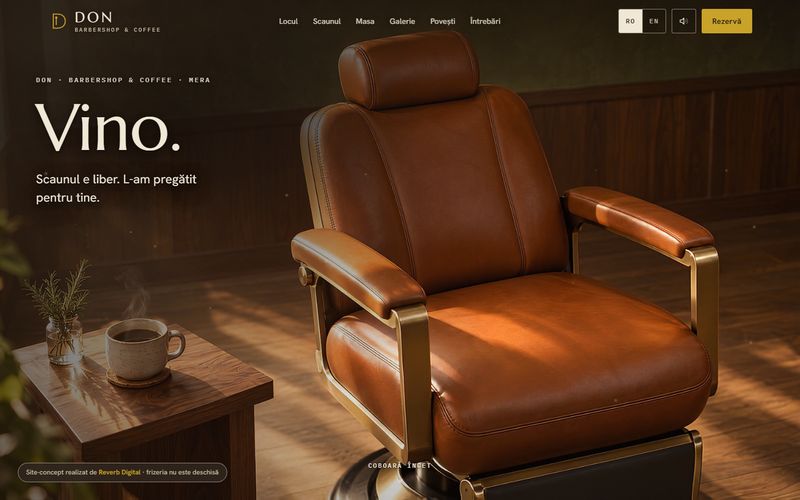 DON
BARBERSHOP & COFFEE
Locul
Scaunul
Masa
Galerie
Povești
Întrebări
RO
EN
Rezervă
DON · BARBERSHOP & COFFEE · MERA
Vino.
Scaunul e liber. L-am pregătit
pentru tine.
COBOARĂ ÎNCET
Site-concept realizat de Reverb Digital · frizeria nu este deschisă